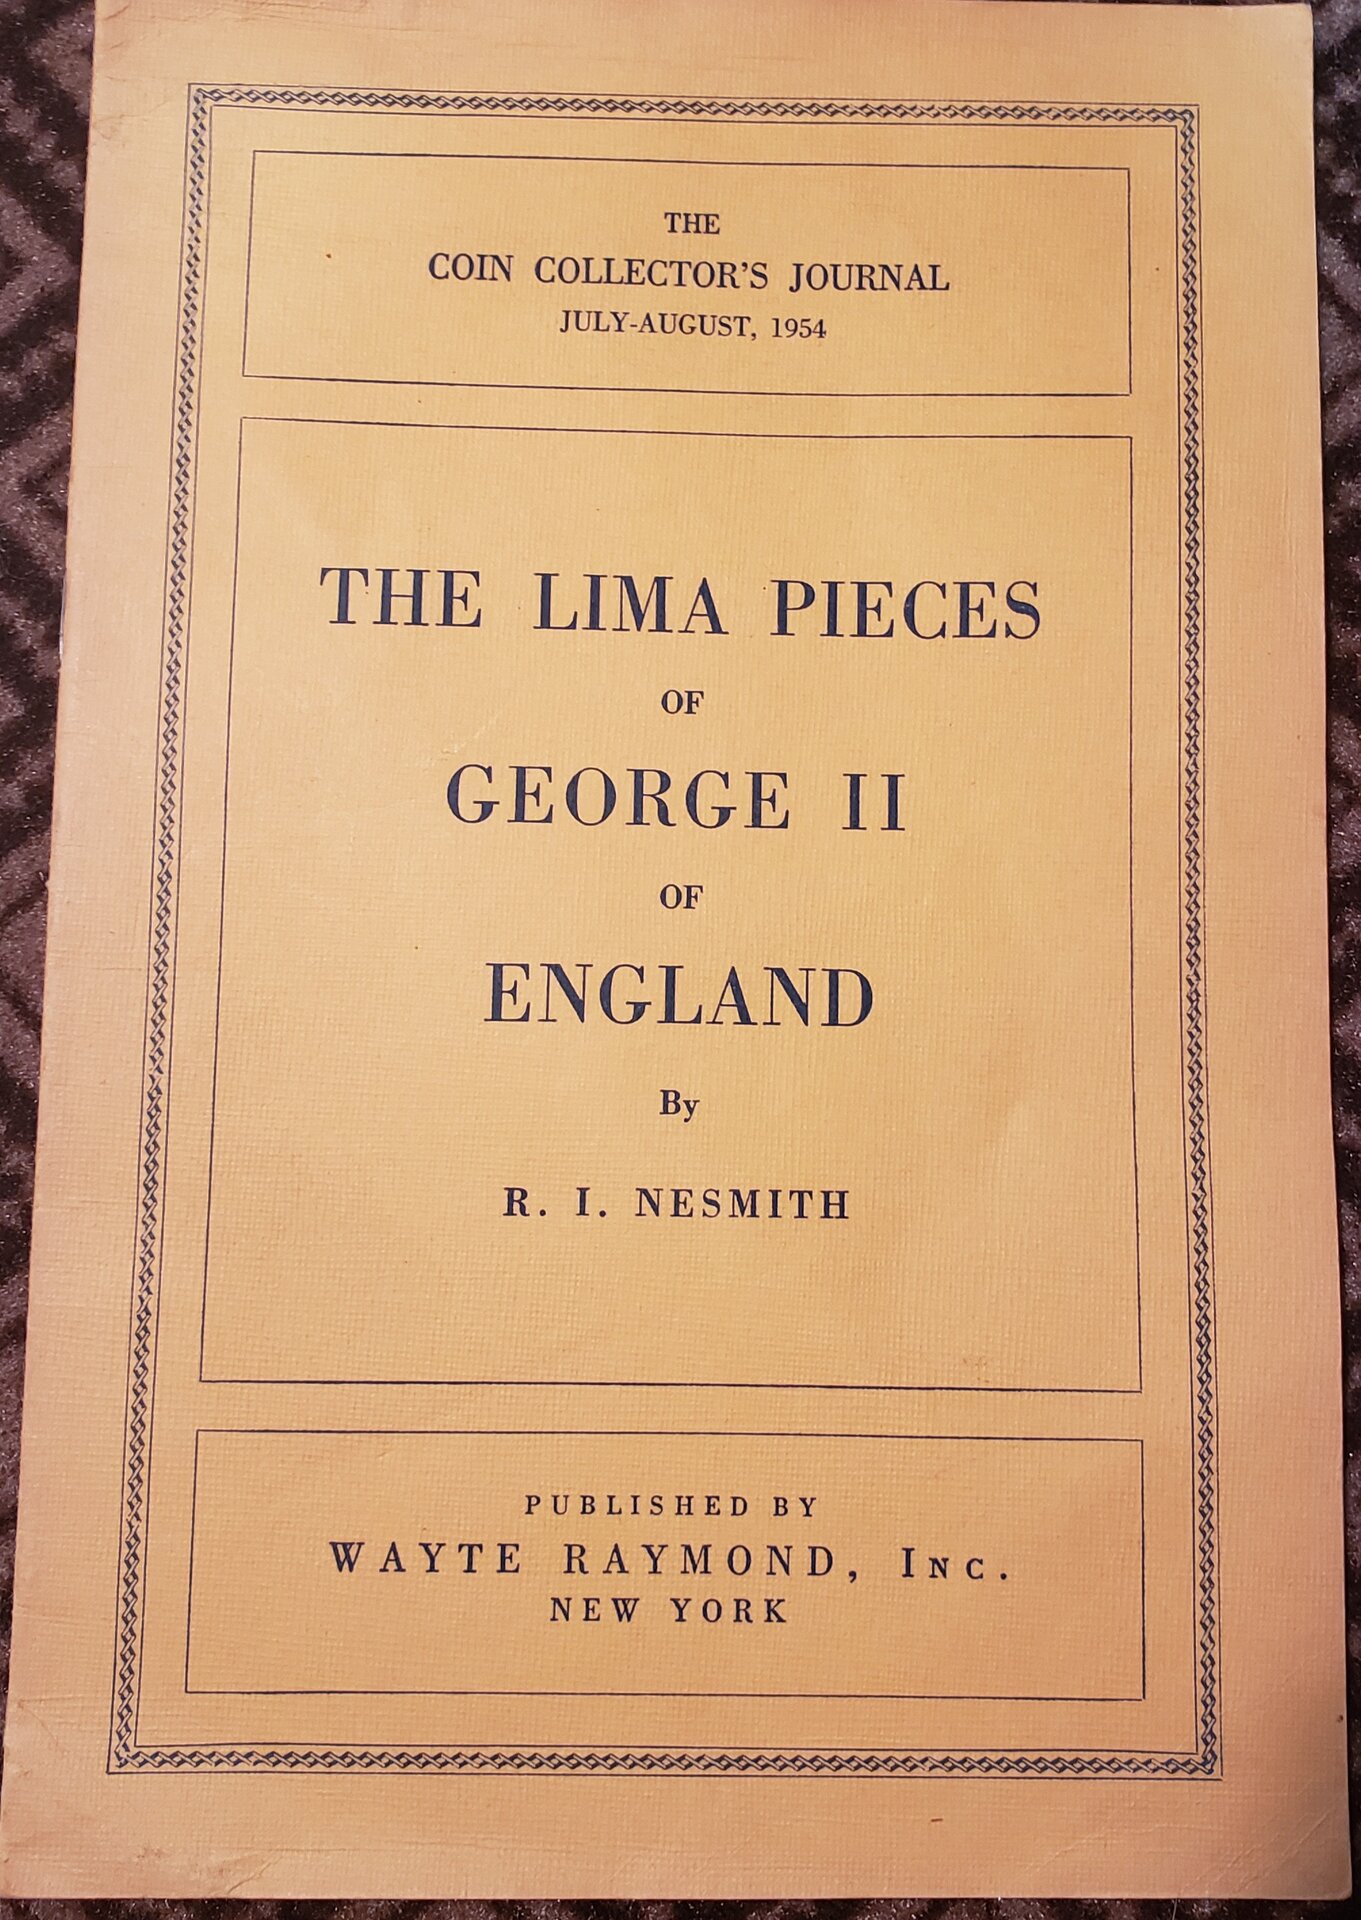 THE
COIN COLLECTOR'S JOURNAL
JULY-AUGUST, 1954
THE LIMA PIECES
OF
GEORGE II
OF
ENGLAND
By
R. I. NESMITH
PUBLISHED BY
WAYTE RAYMOND, INC.
NEW YORK